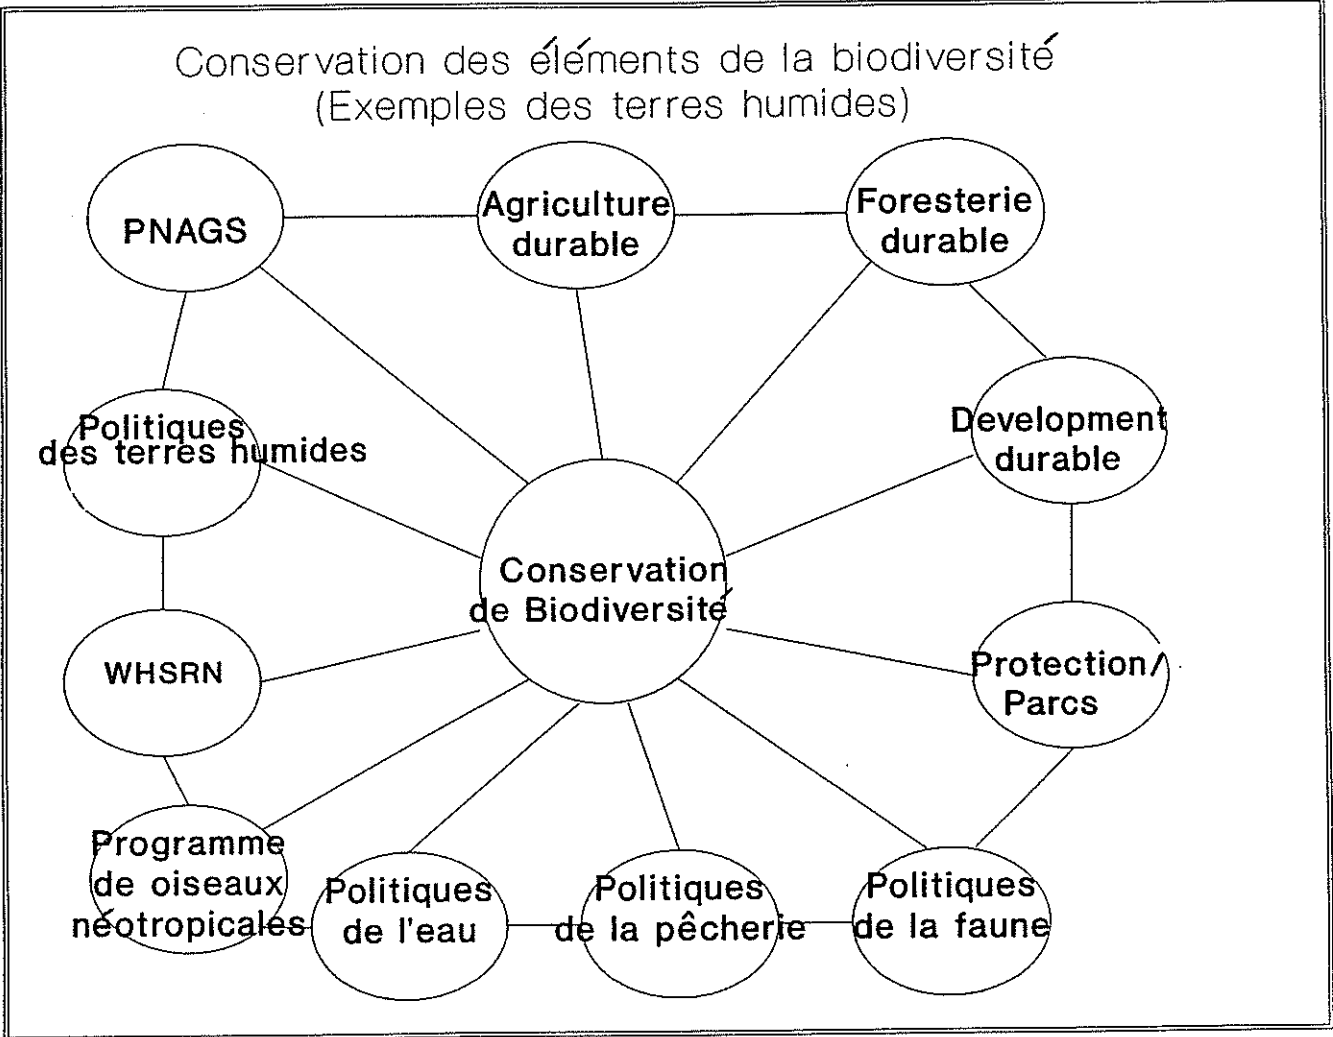 Conservation des éléments de la biodiversité
(Exemples des terres humides)
PNAGS
Agriculture
durable
Foresterie
durable
Politiques
des terres humides
Development
durable
Conservation
de Biodiversité
WHSRN
Protection/
Parcs
Programme
de oiseaux
néotropicales
Politiques
de l'eau
Politiques
de la pêcherie
Politiques
de la faune